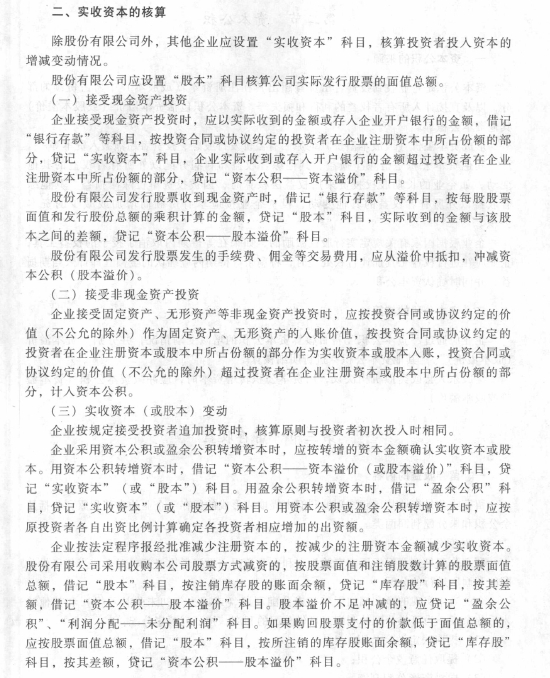 二、实收资本的核算
除股份有限公司外，其他企业应设置“实收资本”科目，核算投资者投入资本的
增减变动情况。
股份有限公司应设置“股本”科目核算公司实际发行股票的面值总额。
（一）接受现金资产投资
企业接受现金资产投资时，应以实际收到的金额或存入企业开户银行的金额，借记
“银行存款”等科目，按投资合同或协议约定的投资者在企业注册资本中所占份额的部
分，贷记“实收资本”科目，企业实际收到或存入开户银行的金额超过投资者在企业
注册资本中所占份额的部分，贷记“资本公积——资本溢价”科目。
股份有限公司发行股票收到现金资产时，借记“银行存款”等科目，按每股股票
面值和发行股份总额的乘积计算的金额，贷记“股本”科目，实际收到的金额与该股
本之间的差额，贷记“资本公积——股本溢价”科目。
股份有限公司发行股票发生的手续费、佣金等交易费用，应从溢价中抵扣，冲减资
本公积（股本溢价）。
（二）接受非现金资产投资
企业接受固定资产、无形资产等非现金资产投资时，应按投资合同或协议约定的价
值（不公允的除外）作为固定资产、无形资产的入账价值，按投资合同或协议约定的
投资者在企业注册资本或股本中所占份额的部分作为实收资本或股本入账，投资合同或
协议约定的价值（不公允的除外）超过投资者在企业注册资本或股本中所占份额的部
分，计入资本公积。
（三）实收资本（或股本）变动
企业按规定接受投资者追加投资时，核算原则与投资者初次投入时相同。
企业采用资本公积或盈余公积转增资本时，应按转增的资本金额确认实收资本或股
本。用资本公积转增资本时，借记“资本公积——资本溢价（或股本溢价）”科目，贷
记“实收资本”（或“股本”）科目。用盈余公积转增资本时，借记“盈余公积”科
目，贷记“实收资本”（或“股本”）科目。用资本公积或盈余公积转增资本时，应按
原投资者各自出资比例计算确定各投资者相应增加的出资额。
企业按法定程序报经批准减少注册资本的，按减少的注册资本金额减少实收资本。
股份有限公司采用收购本公司股票方式减资的，按股票面值和注销股数计算的股票面值
总额，借记“股本”科目，按注销库存股的账面余额，贷记“库存股”科目，按其差
额，借记“资本公积——股本溢价”科目。股本溢价不足冲减的，应贷记“盈余公
积”、“利润分配——未分配利润”科目。如果购回股票支付的价款低于面值总额的，
应按股票面值总额，借记“股本”科目，按所注销的库存股账面余额，贷记“库存股”
科目，按其差额，贷记“资本公积——股本溢价”科目。